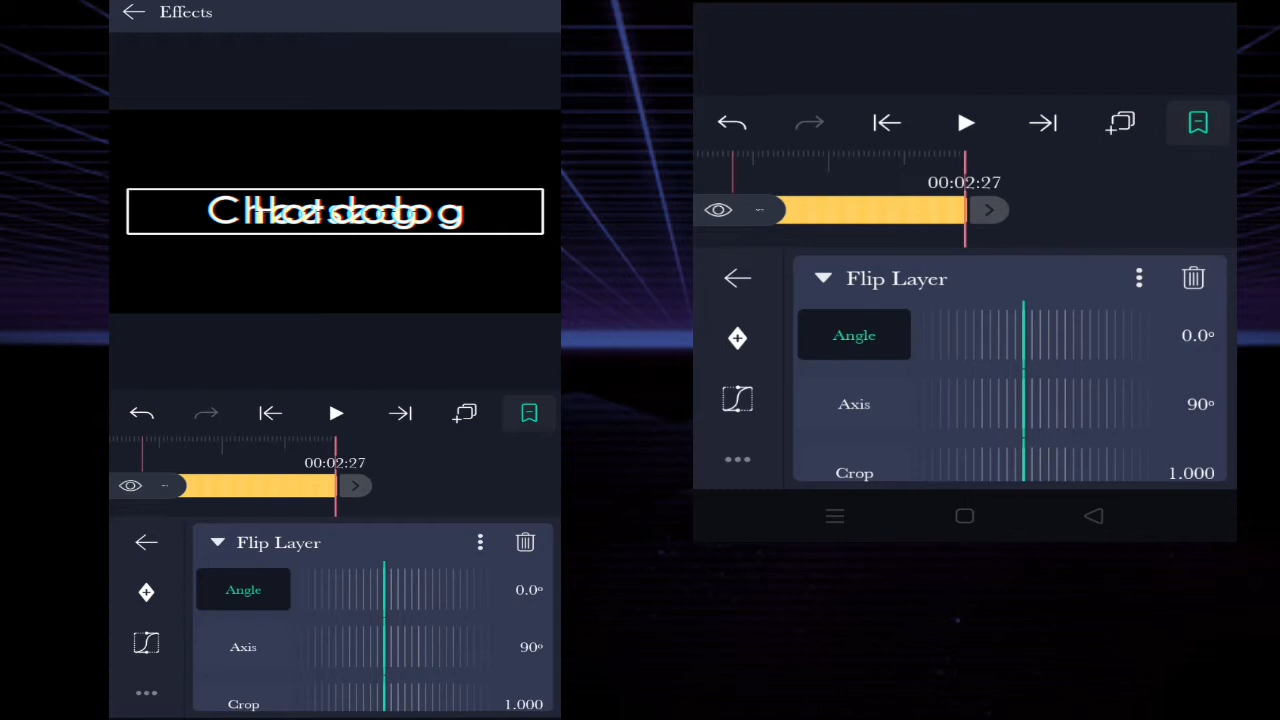 Effects
00:02:27
Flip Layer
Angle 0.0º
Axis 90º
Crop 1.000
00:02:27
Flip Layer
Angle 0.0º
Axis 90º
Crop 1.000